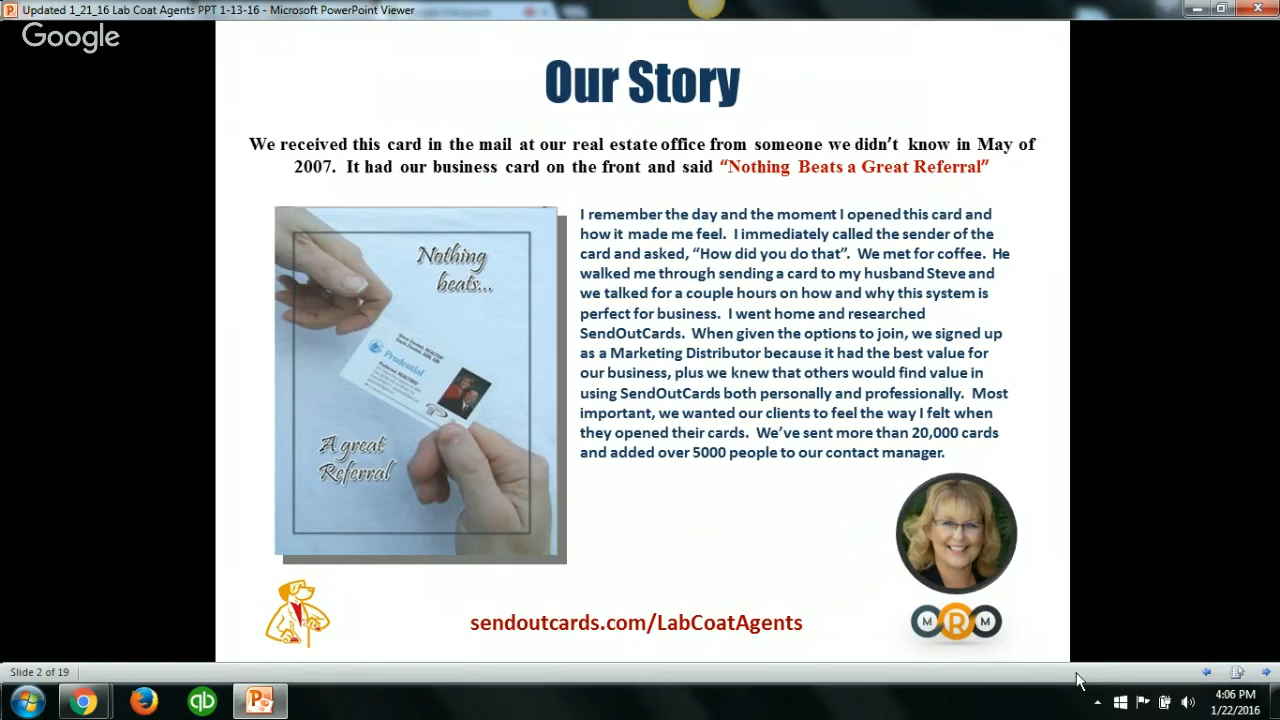 Updated 1_21_16 Lab Coat Agents PPT 1-13-16 - Microsoft PowerPoint Viewer
Google
Our Story
We received this card in the mail at our real estate office from someone we didn't know in May of
2007. It had our business card on the front and said "Nothing Beats a Great Referral"
I remember the day and the moment I opened this card and
how it made me feel. I immediately called the sender of the
card and asked, "How did you do that". We met for coffee. He
walked me through sending a card to my husband Steve and
we talked for a couple hours on how and why this system is
perfect for business. I went home and researched
SendOutCards. When given the options to join, we signed up
as a Marketing Distributor because it had the best value for
our business, plus we knew that others would find value in
using SendOutCards both personally and professionally. Most
important, we wanted our clients to feel the way I felt when
they opened their cards. We've sent more than 20,000 cards
and added over 5000 people to our contact manager.
Nothing
beats...
Prudential
A great
Referral
sendoutcards.com/LabCoatAgents
M R M
Slide 2 of 19
qb
4:06 PM
1/22/2016